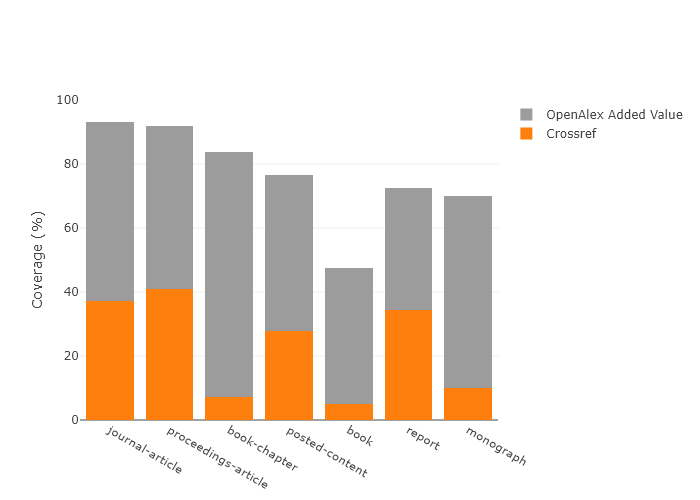 OpenAlex Added Value
Crossref
Coverage (%)
100
80
60
40
20
0
journal-article
proceedings-article
book-chapter
posted-content
book
report
monograph